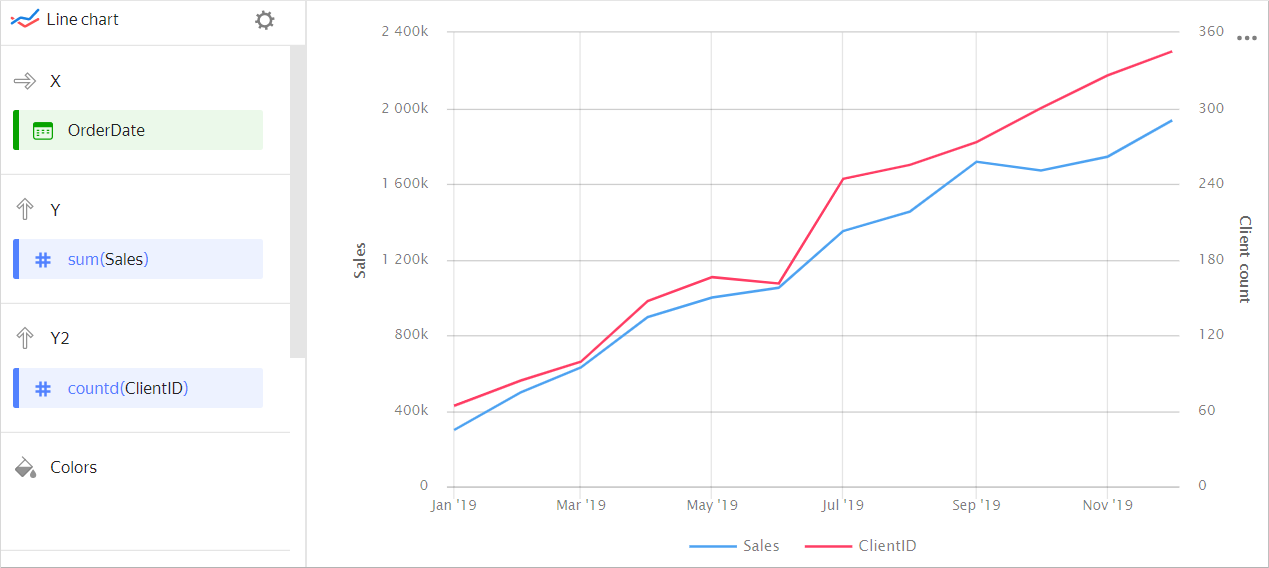 Line chart
X
OrderDate
Y
sum(Sales)
Y2
countd(ClientID)
Colors
Sales
2 400k
2 000k
1 600k
1 200k
800k
400k
0
360
300
240
180
120
60
0
Client count
Jan '19 Mar '19 May '19 Jul '19 Sep '19 Nov '19
Sales ClientID